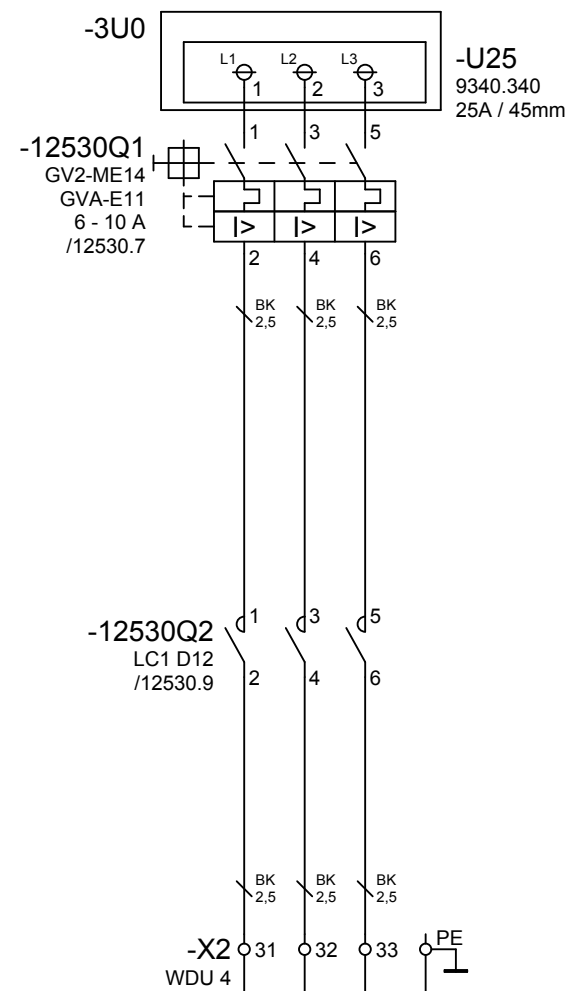 -3U0
L1 L2 L3
1 2 3
-U25
9340.340
25A / 45mm
1 3 5
-12530Q1
GV2-ME14
GVA-E11
6 - 10 A
/12530.7
I> I> I>
2 4 6
BK BK BK
2,5 2,5 2,5
1 3 5
-12530Q2
LC1 D12
/12530.9
2 4 6
BK BK BK
2,5 2,5 2,5
-X2 31 32 33 PE
WDU 4